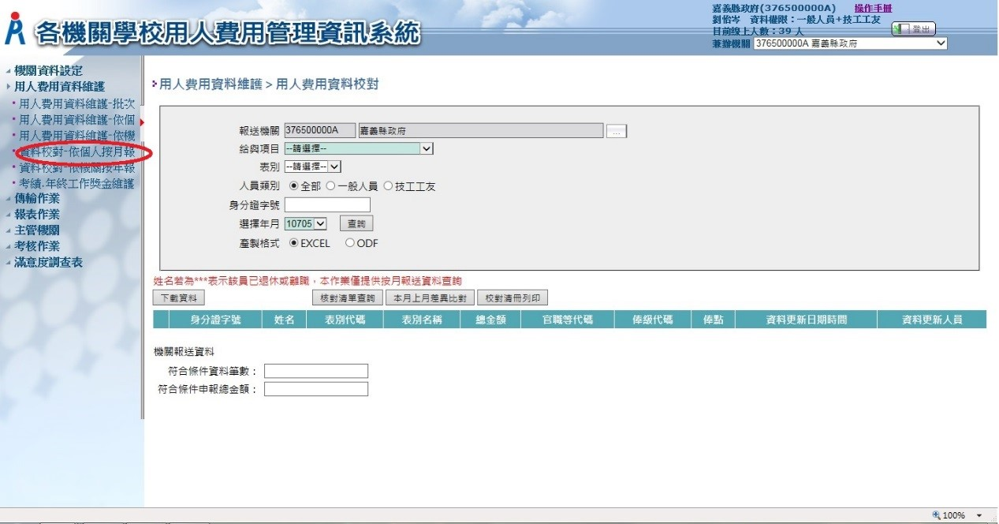 嘉義縣政府(376500000A) 操作手冊
劉怡岑 資料權限：一般人員+技工工友
目前線上人數：39 人 登出
兼辦機關 376500000A 嘉義縣政府
各機關學校用人費用管理資訊系統
機關資料設定
用人費用資料維護
用人費用資料維護-批次
用人費用資料維護-依個
用人費用資料維護-依機
資料校對-依個人按月報
資料校對-依機關按年報
考績.年終工作獎金維護
傳輸作業
報表作業
主管機關
考核作業
滿意度調查表
用人費用資料維護 > 用人費用資料校對
報送機關 376500000A 嘉義縣政府 ...
給與項目 --請選擇--
表別 --請選擇--
人員類別 全部 一般人員 技工工友
身分證字號
選擇年月 10705 查詢
產製格式 EXCEL ODF
姓名若為***表示該員已退休或離職，本作業僅提供按月報送資料查詢
下載資料 核對清單查詢 本月上月差異比對 校對清冊列印
身分證字號 姓名 表別代碼 表別名稱 總金額 官職等代碼 俸級代碼 俸點 資料更新日期時間 資料更新人員
機關報送資料
符合條件資料筆數：
符合條件申報總金額：
100%